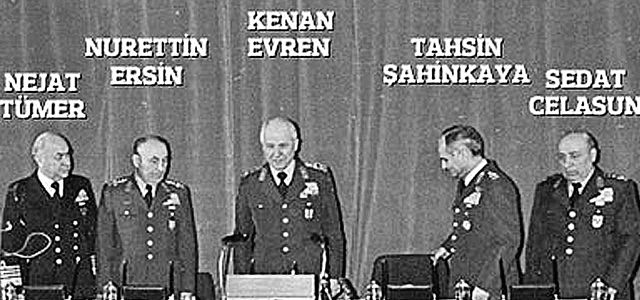 NEJAT
TÜMER
NURETTİN
ERSİN
KENAN
EVREN
TAHSİN
ŞAHİNKAYA
SEDAT
CELASUN